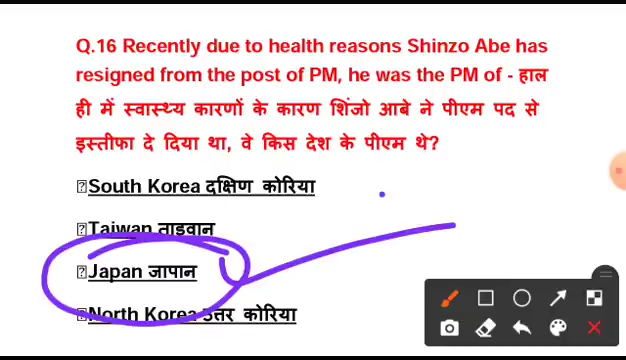 Q.16 Recently due to health reasons Shinzo Abe has
resigned from the post of PM, he was the PM of - हाल
ही में स्वास्थ्य कारणों के कारण शिंजो आबे ने पीएम पद से
इस्तीफा दे दिया था, वे किस देश के पीएम थे?
South Korea दक्षिण कोरिया
Taiwan ताइवान
Japan जापान
North Korea उत्तर कोरिया